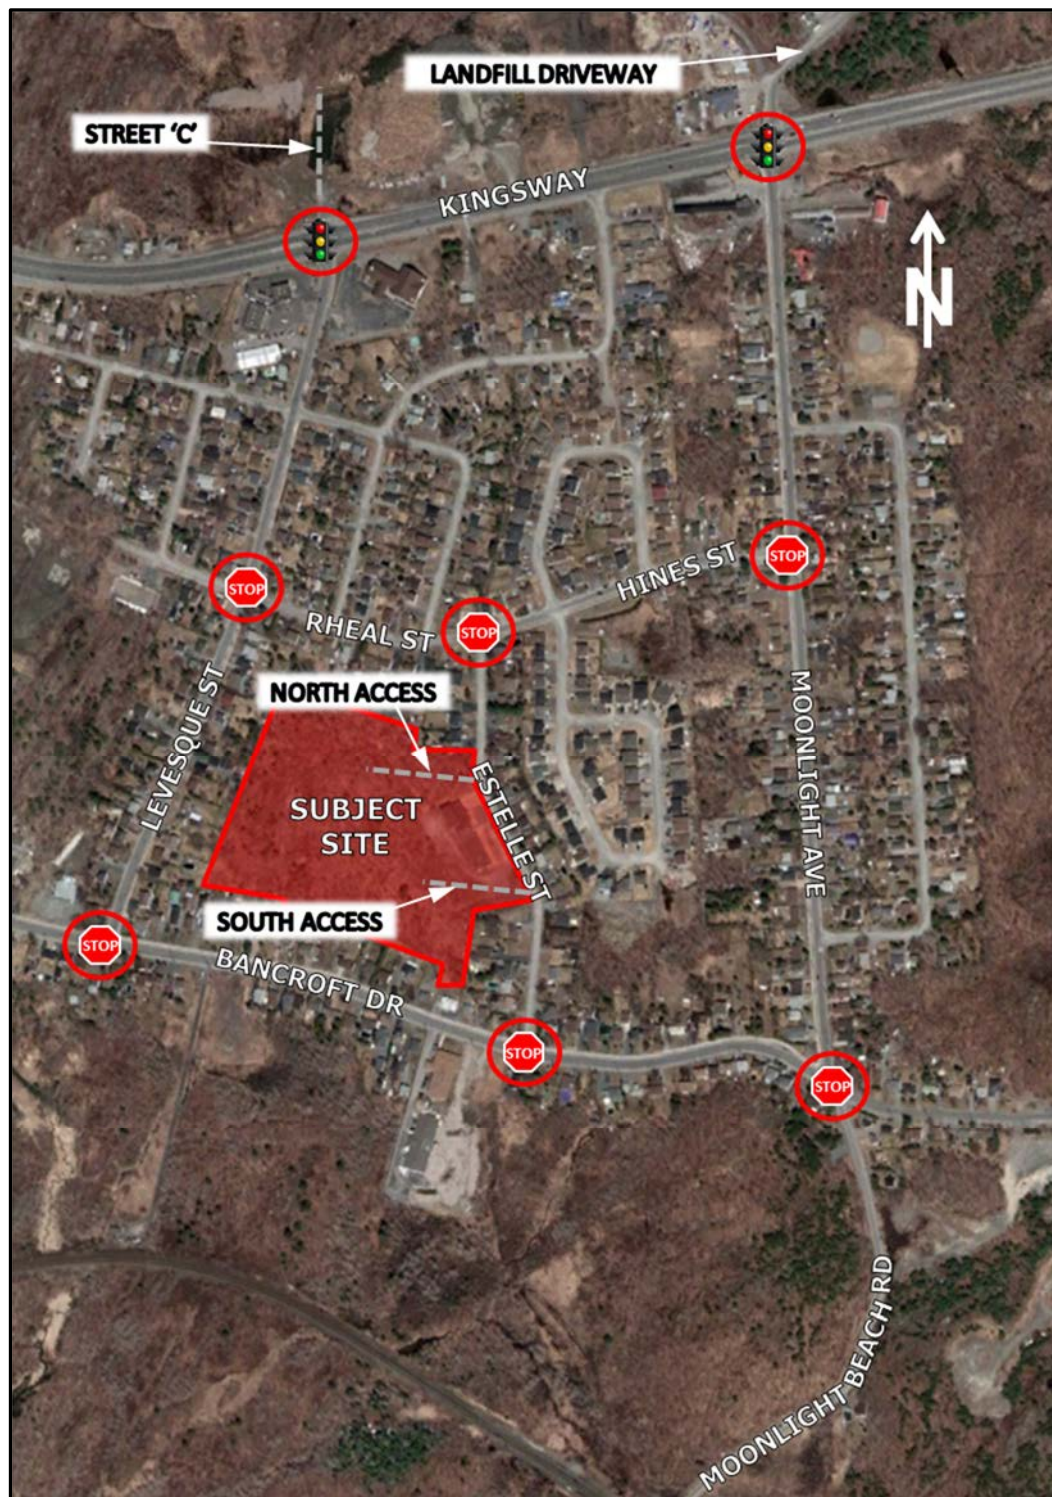 LANDFILL DRIVEWAY
STREET ‘C’
KINGSWAY
N
STOP
HINES ST
STOP
RHEAL ST
STOP
NORTH ACCESS
LEVESQUE ST
MOONLIGHT AVE
ESTELLE ST
SUBJECT
SITE
SOUTH ACCESS
STOP
BANCROFT DR
STOP
STOP
MOONLIGHT BEACH RD